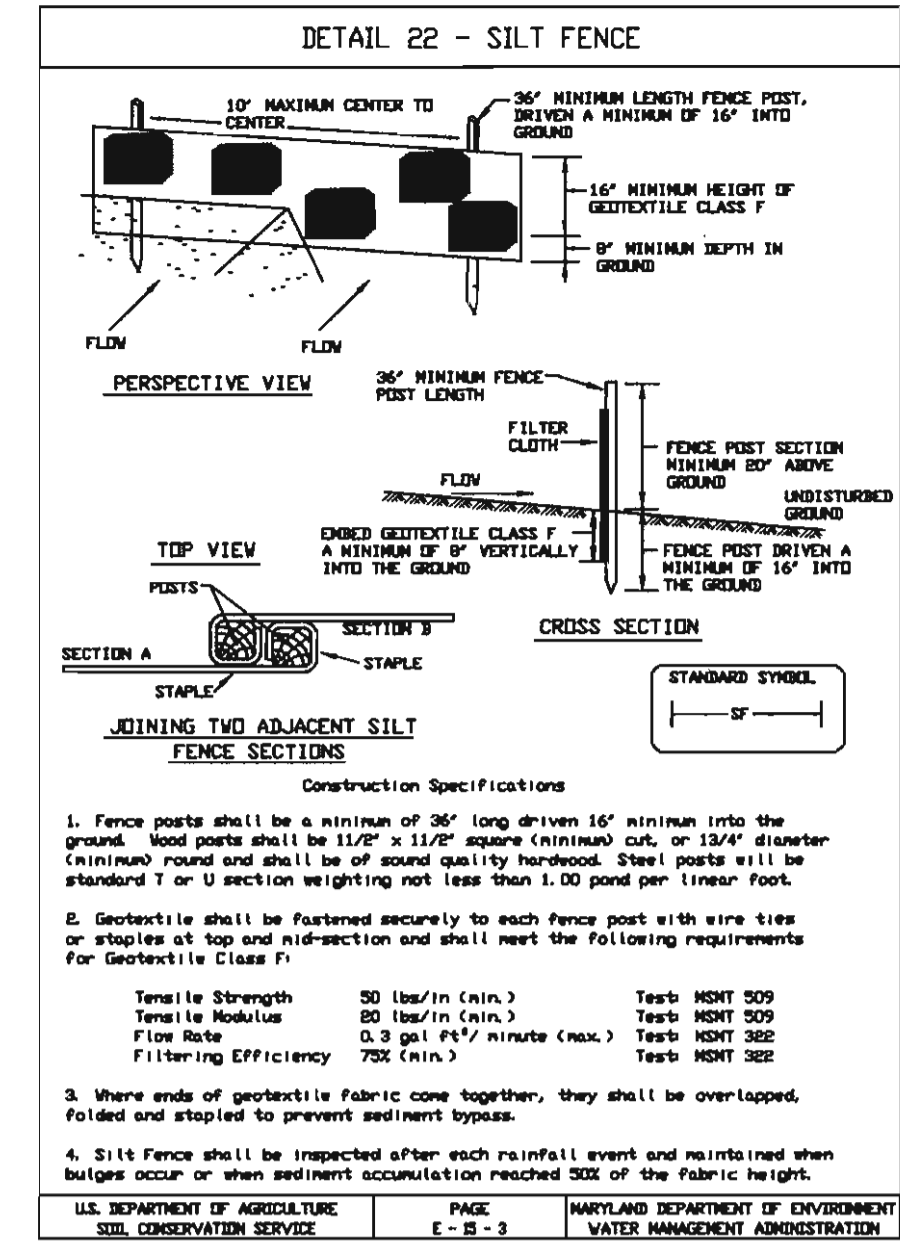 DETAIL 22 - SILT FENCE
10' MAXIMUM CENTER TO
CENTER
36" MINIMUM LENGTH FENCE POST,
DRIVEN A MINIMUM OF 16" INTO
GROUND
16" MINIMUM HEIGHT OF
GEOTEXTILE CLASS F
8" MINIMUM DEPTH IN
GROUND
FLOW
FLOW
PERSPECTIVE VIEW
36" MINIMUM FENCE
POST LENGTH
FILTER
CLOTH
FENCE POST SECTION
MINIMUM 20" ABOVE
GROUND
FLOW
UNDISTURBED
GROUND
EMBED GEOTEXTILE CLASS F
A MINIMUM OF 8" VERTICALLY
INTO THE GROUND
FENCE POST DRIVEN A
MINIMUM OF 16" INTO
THE GROUND
TOP VIEW
POSTS
SECTION B
SECTION A
STAPLE
STAPLE
CROSS SECTION
STANDARD SYMBOL
SF
JOINING TWO ADJACENT SILT
FENCE SECTIONS
Construction Specifications
1. Fence posts shall be a minimum of 36" long driven 16" minimum into the
ground. Wood posts shall be 11/2" x 11/2" square (minimum) cut, or 13/4" diameter
(minimum) round and shall be of sound quality hardwood. Steel posts will be
standard T or U section weighting not less than 1.00 pond per linear foot.
2. Geotextile shall be fastened securely to each fence post with wire ties
or staples at top and mid-section and shall meet the following requirements
for Geotextile Class F:
Tensile Strength 50 lbs/in (min.) Test: MSMT 509
Tensile Modulus 20 lbs/in (min.) Test: MSMT 509
Flow Rate 0.3 gal ft²/ minute (max.) Test: MSMT 322
Filtering Efficiency 75% (min.) Test: MSMT 322
3. Where ends of geotextile fabric come together, they shall be overlapped,
folded and stapled to prevent sediment bypass.
4. Silt Fence shall be inspected after each rainfall event and maintained when
bulges occur or when sediment accumulation reached 50% of the fabric height.
U.S. DEPARTMENT OF AGRICULTURE
SOIL CONSERVATION SERVICE
PAGE
E - 15 - 3
MARYLAND DEPARTMENT OF ENVIRONMENT
WATER MANAGEMENT ADMINISTRATION